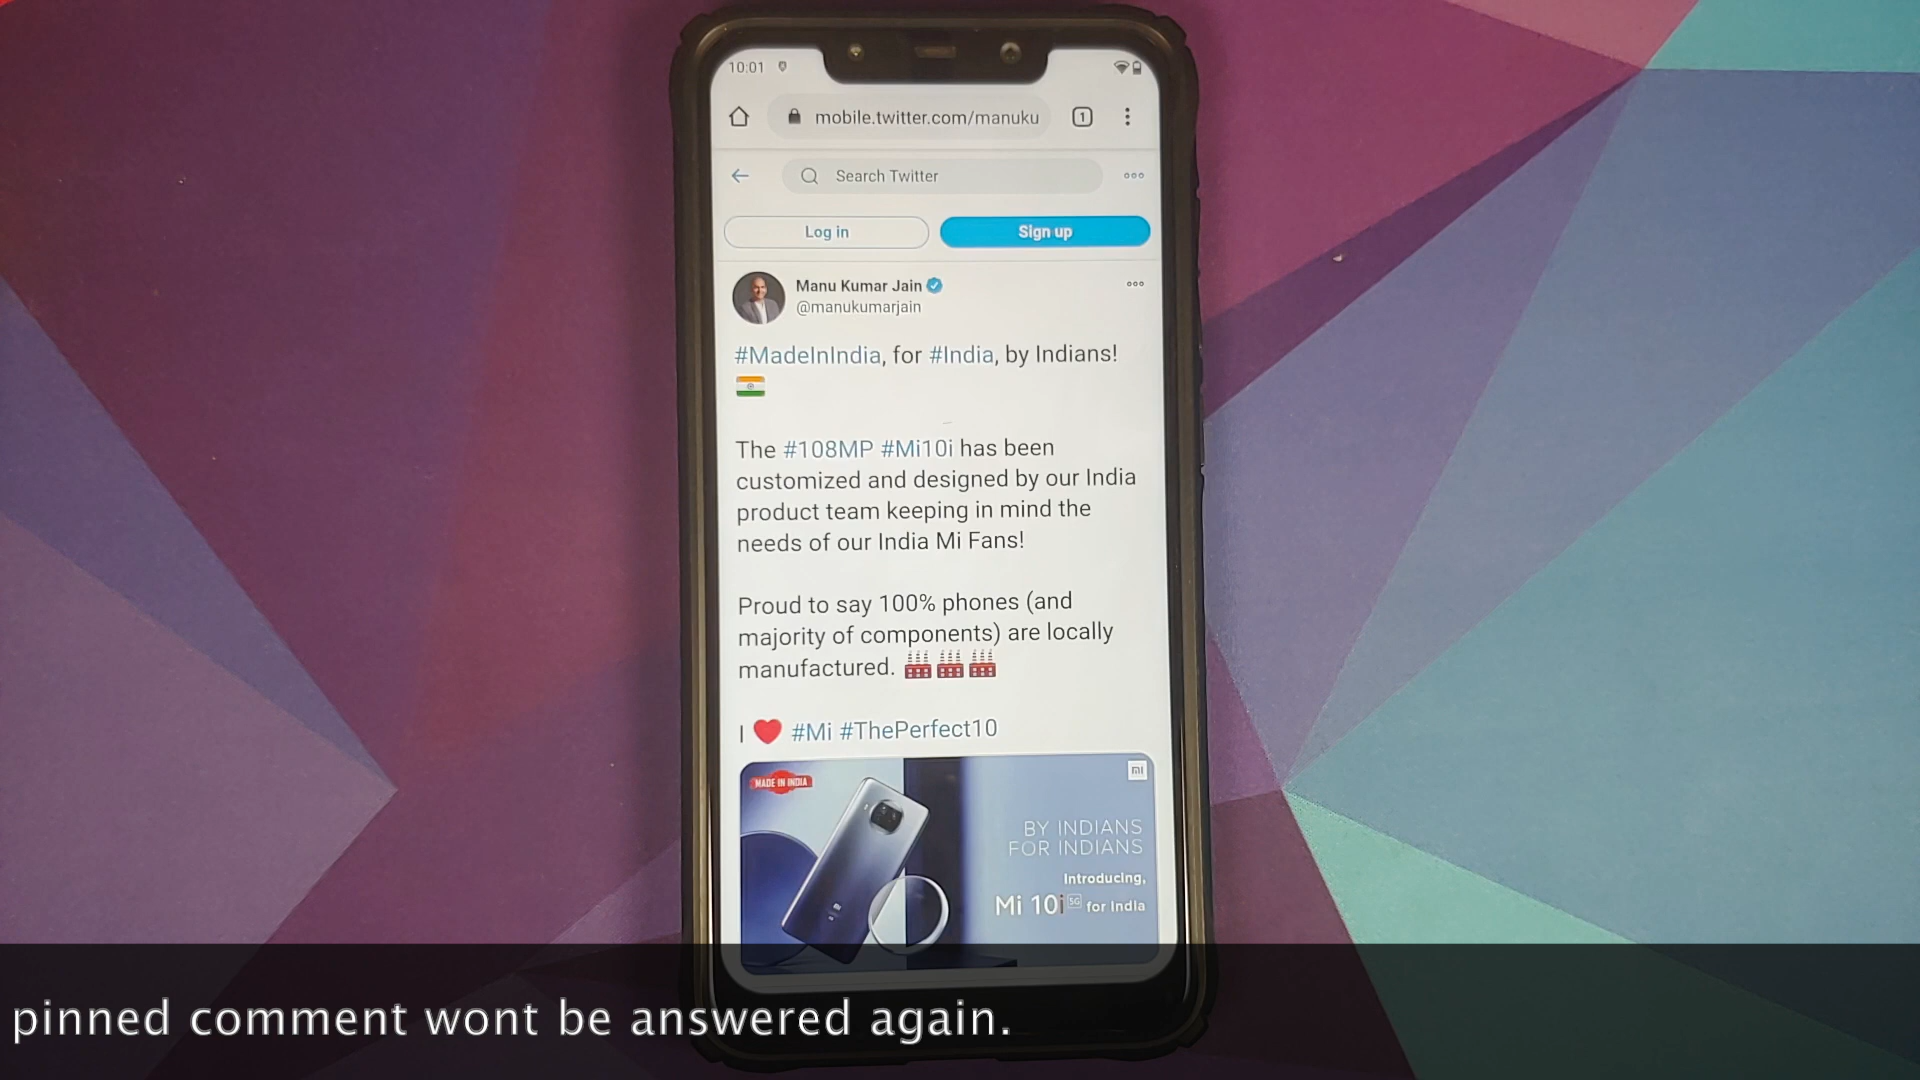 10:01
mobile.twitter.com/manuku
1
Search Twitter
Log in
Sign up
Manu Kumar Jain
@manukumarjain
#MadeInIndia, for #India, by Indians!
The #108MP #Mi10i has been
customized and designed by our India
product team keeping in mind the
needs of our India Mi Fans!
Proud to say 100% phones (and
majority of components) are locally
manufactured.
I ❤️ #Mi #ThePerfect10
MADE IN INDIA
mi
BY INDIANS
FOR INDIANS
Introducing,
Mi 10i 5G for India
pinned comment wont be answered again.